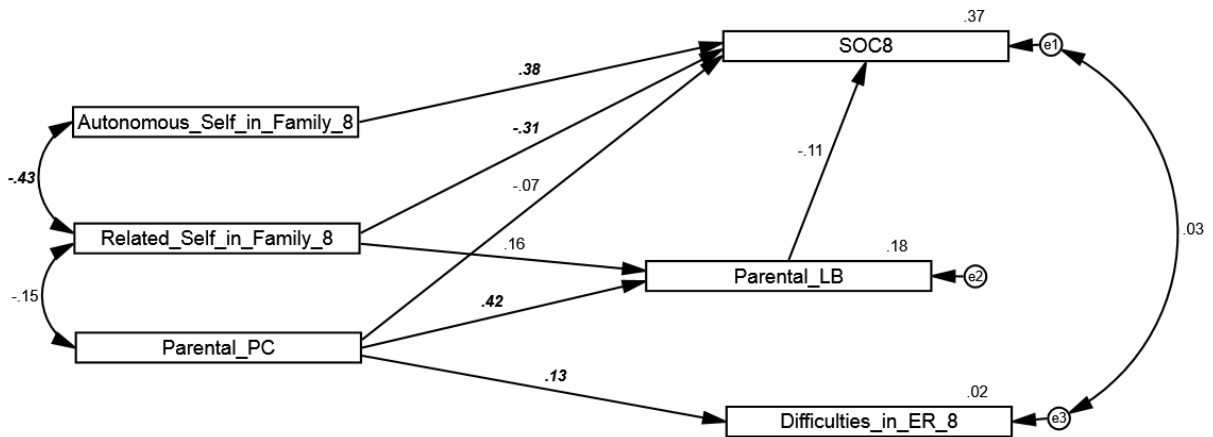 .37
SOC8
e1
.38
Autonomous_Self_in_Family_8
-.31
-.11
-.43
-.07
Related_Self_in_Family_8
.16
.18
.03
Parental_LB
e2
-.15
.42
Parental_PC
.13
.02
Difficulties_in_ER_8
e3